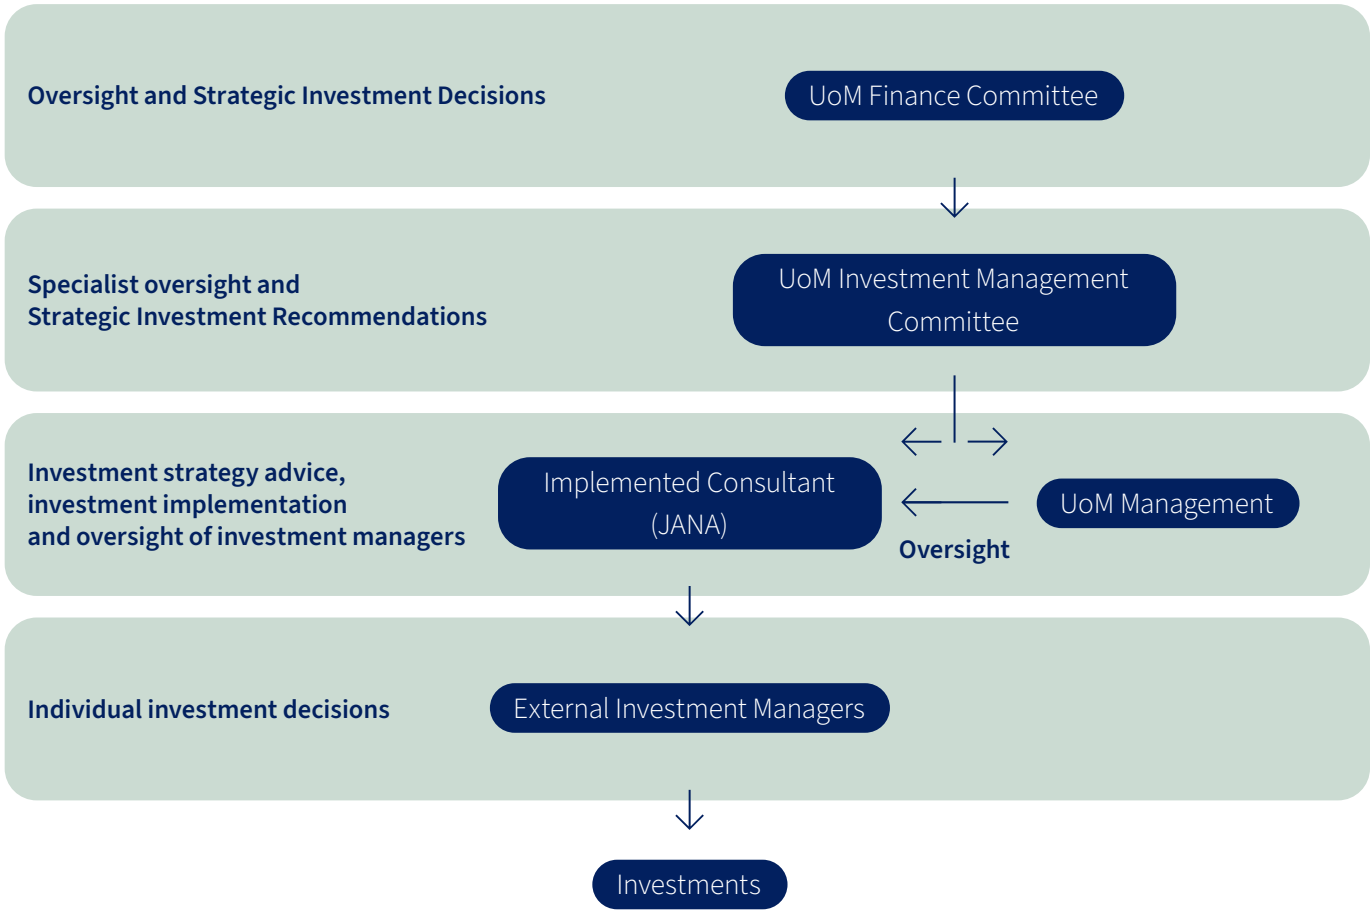 Oversight and Strategic Investment Decisions
UoM Finance Committee
Specialist oversight and
Strategic Investment Recommendations
UoM Investment Management
Committee
Investment strategy advice,
investment implementation
and oversight of investment managers
Implemented Consultant
(JANA)
Oversight
UoM Management
Individual investment decisions
External Investment Managers
Investments